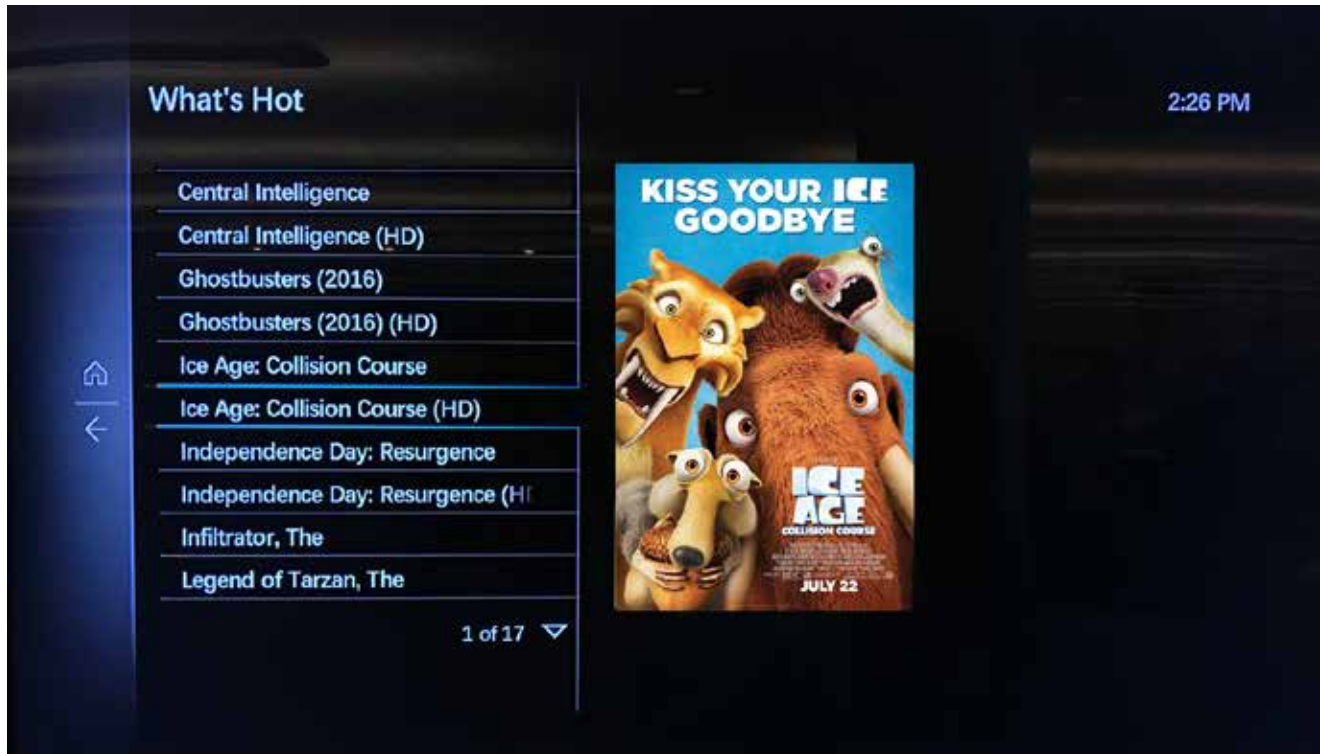 What's Hot
2:26 PM
Central Intelligence
Central Intelligence (HD)
Ghostbusters (2016)
Ghostbusters (2016) (HD)
Ice Age: Collision Course
Ice Age: Collision Course (HD)
Independence Day: Resurgence
Independence Day: Resurgence (H
Infiltrator, The
Legend of Tarzan, The
1 of 17
KISS YOUR ICE
GOODBYE
ICE
AGE
COLLISION COURSE
JULY 22